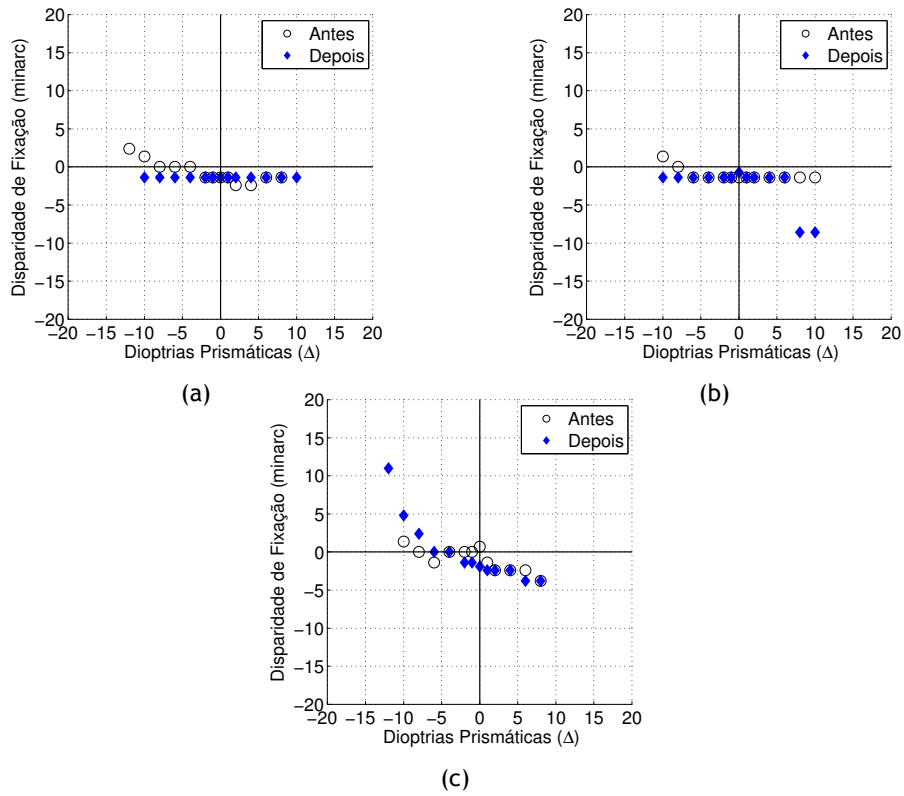 20
15
10
5
0
−5
−10
−15
−20
−20 −15 −10 −5 0 5 10 15 20
Disparidade de Fixação (minarc)
Dioptrias Prismáticas (Δ)
Antes
Depois
(a)
20
15
10
5
0
−5
−10
−15
−20
−20 −15 −10 −5 0 5 10 15 20
Disparidade de Fixação (minarc)
Dioptrias Prismáticas (Δ)
Antes
Depois
(b)
20
15
10
5
0
−5
−10
−15
−20
−20 −15 −10 −5 0 5 10 15 20
Disparidade de Fixação (minarc)
Dioptrias Prismáticas (Δ)
Antes
Depois
(c)